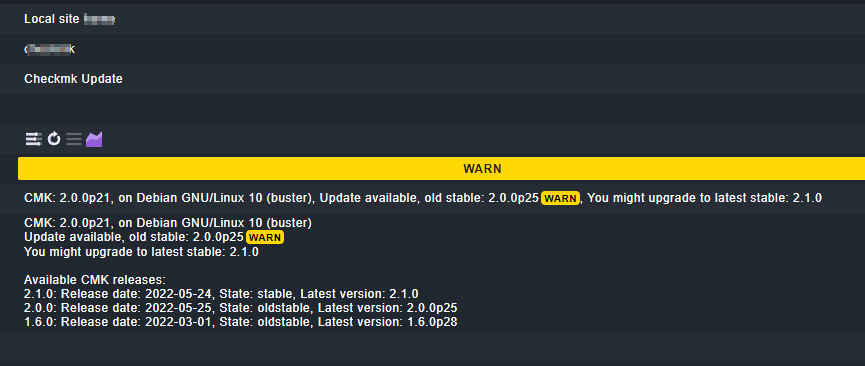 Local site
Checkmk Update
WARN
CMK: 2.0.0p21, on Debian GNU/Linux 10 (buster), Update available, old stable: 2.0.0p25 WARN, You might upgrade to latest stable: 2.1.0
CMK: 2.0.0p21, on Debian GNU/Linux 10 (buster)
Update available, old stable: 2.0.0p25 WARN
You might upgrade to latest stable: 2.1.0
Available CMK releases:
2.1.0: Release date: 2022-05-24, State: stable, Latest version: 2.1.0
2.0.0: Release date: 2022-05-25, State: oldstable, Latest version: 2.0.0p25
1.6.0: Release date: 2022-03-01, State: oldstable, Latest version: 1.6.0p28